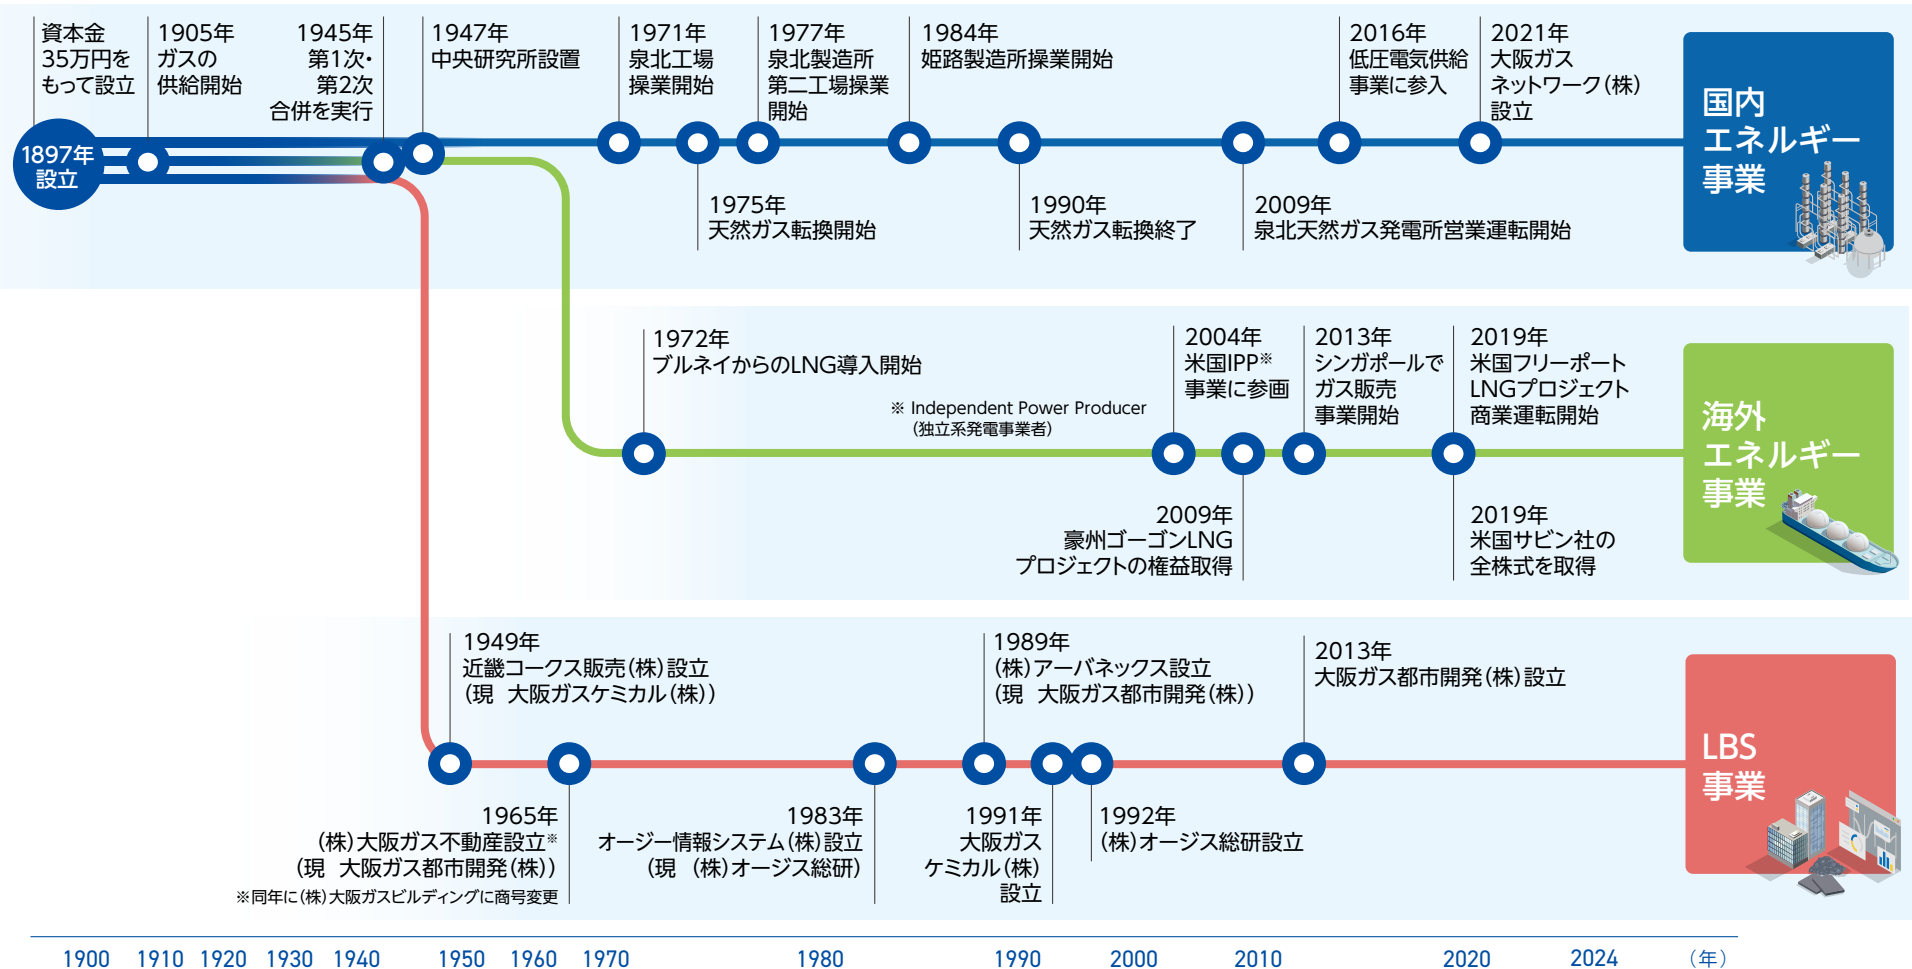 資本金
35万円を
もって設立
1897年
設立
1905年
ガスの
供給開始
1945年
第1次・
第2次
合併を実行
1947年
中央研究所設置
1971年
泉北工場
操業開始
1975年
天然ガス転換開始
1977年
泉北製造所
第二工場操業
開始
1984年
姫路製造所操業開始
1990年
天然ガス転換終了
2009年
泉北天然ガス発電所営業運転開始
2016年
低圧電気供給
事業に参入
2021年
大阪ガス
ネットワーク(株)
設立
国内
エネルギー
事業
1972年
ブルネイからのLNG導入開始
※ Independent Power Producer
(独立系発電事業者)
2004年
米国IPP※
事業に参画
2009年
豪州ゴーゴンLNG
プロジェクトの権益取得
2013年
シンガポールで
ガス販売
事業開始
2019年
米国フリーポート
LNGプロジェクト
商業運転開始
2019年
米国サビン社の
全株式を取得
海外
エネルギー
事業
1949年
近畿コークス販売(株)設立
(現 大阪ガスケミカル(株))
1965年
(株)大阪ガス不動産設立※
(現 大阪ガス都市開発(株))
※同年に(株)大阪ガスビルディングに商号変更
1983年
オージー情報システム(株)設立
(現 (株)オージス総研)
1989年
(株)アーバネックス設立
(現 大阪ガス都市開発(株))
1991年
大阪ガス
ケミカル(株)
設立
1992年
(株)オージス総研設立
2013年
大阪ガス都市開発(株)設立
LBS
事業
1900 1910 1920 1930 1940 1950 1960 1970 1980 1990 2000 2010 2020 2024 (年)